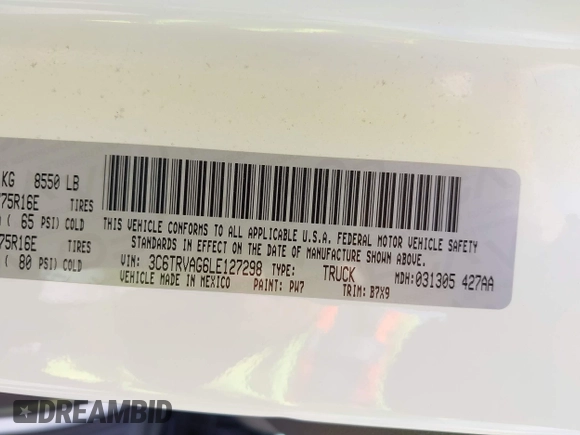 KG 8550 LB
75R16E TIRES
( 65 PSI) COLD
75R16E TIRES
( 80 PSI) COLD
THIS VEHICLE CONFORMS TO ALL APPLICABLE U.S.A. FEDERAL MOTOR VEHICLE SAFETY
STANDARDS IN EFFECT ON THE DATE OF MANUFACTURE SHOWN ABOVE.
VIN: 3C6TRVAG6LE127298 TYPE: TRUCK MDH:031305 427AA
VEHICLE MADE IN MEXICO PAINT: PW7 TRIM: B7X9
DREAMBID